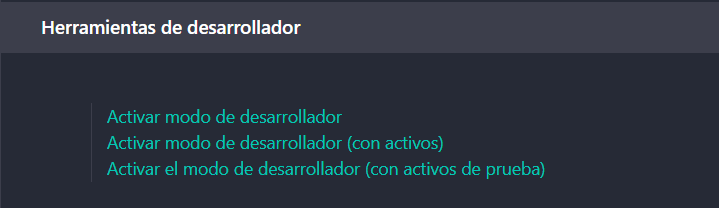 Herramientas de desarrollador
Activar modo de desarrollador
Activar modo de desarrollador (con activos)
Activar el modo de desarrollador (con activos de prueba)